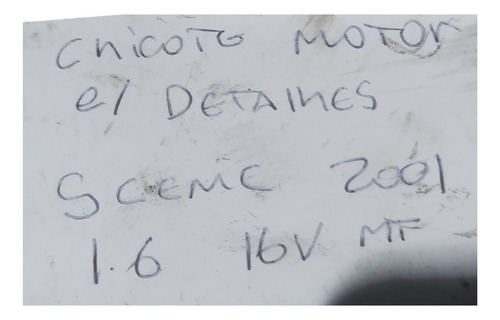 CHICOTE MOTOR
c/ DETALHES
SCENIC 2001
1.6 16V MT